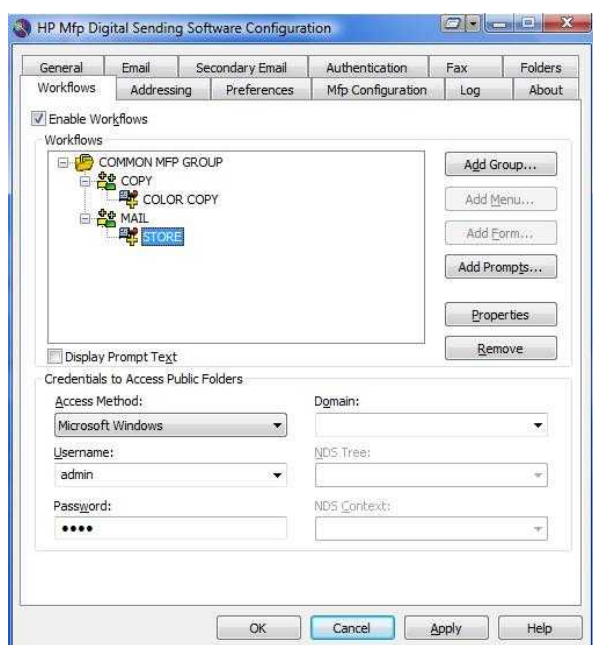 HP Mfp Digital Sending Software Configuration
General Email Secondary Email Authentication Fax Folders
Workflows Addressing Preferences Mfp Configuration Log About
Enable Workflows
Workflows
COMMON MFP GROUP
COPY
COLOR COPY
MAIL
STORE
Add Group...
Add Menu...
Add Form...
Add Prompts...
Properties
Remove
Display Prompt Text
Credentials to Access Public Folders
Access Method: Domain:
Microsoft Windows
Username: NDS Tree:
admin
Password: NDS Context:
••••
OK Cancel Apply Help